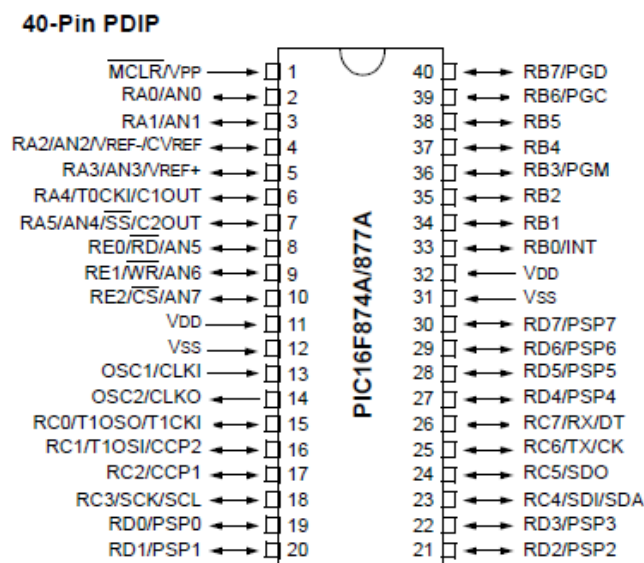 40-Pin PDIP
MCLR/VPP 1 40 RB7/PGD
RA0/AN0 2 39 RB6/PGC
RA1/AN1 3 38 RB5
RA2/AN2/VREF-/CVREF 4 37 RB4
RA3/AN3/VREF+ 5 36 RB3/PGM
RA4/T0CKI/C1OUT 6 35 RB2
RA5/AN4/SS/C2OUT 7 34 RB1
RE0/RD/AN5 8 33 RB0/INT
RE1/WR/AN6 9 32 VDD
RE2/CS/AN7 10 31 VSS
VDD 11 30 RD7/PSP7
VSS 12 29 RD6/PSP6
OSC1/CLKI 13 28 RD5/PSP5
OSC2/CLKO 14 27 RD4/PSP4
RC0/T1OSO/T1CKI 15 26 RC7/RX/DT
RC1/T1OSI/CCP2 16 25 RC6/TX/CK
RC2/CCP1 17 24 RC5/SDO
RC3/SCK/SCL 18 23 RC4/SDI/SDA
RD0/PSP0 19 22 RD3/PSP3
RD1/PSP1 20 21 RD2/PSP2
PIC16F874A/877A